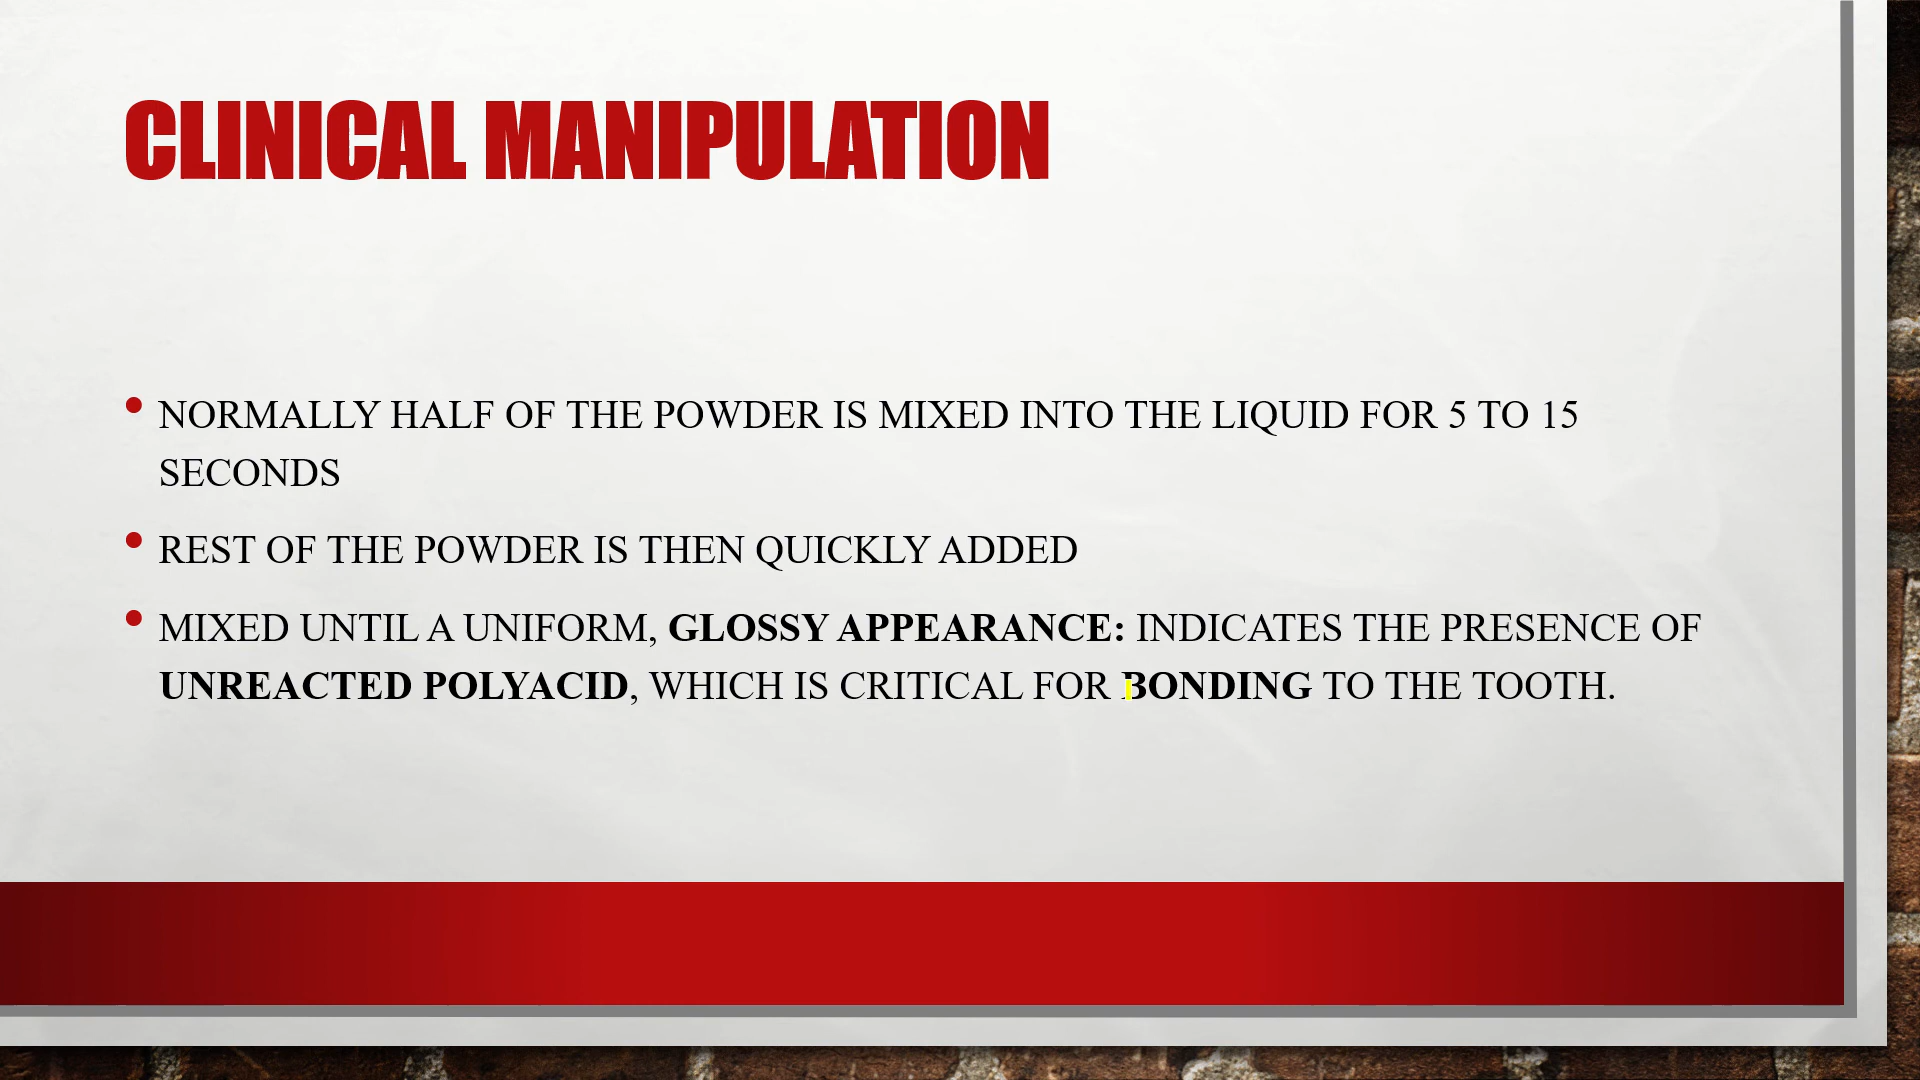 CLINICAL MANIPULATION
• NORMALLY HALF OF THE POWDER IS MIXED INTO THE LIQUID FOR 5 TO 15
SECONDS
• REST OF THE POWDER IS THEN QUICKLY ADDED
• MIXED UNTIL A UNIFORM, GLOSSY APPEARANCE: INDICATES THE PRESENCE OF
UNREACTED POLYACID, WHICH IS CRITICAL FOR BONDING TO THE TOOTH.